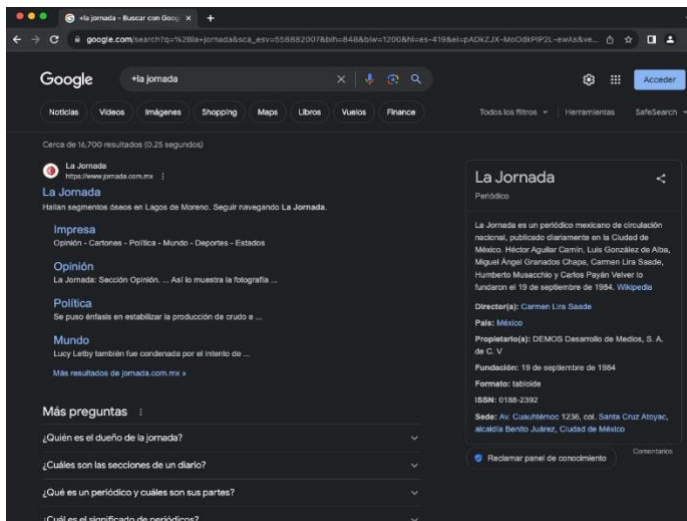 +la jornada - Buscar con Goog
google.com/search?q=%2Bla+jornada&sca_esv=558882007&bih=848&biw=1200&hl=es-419&ei=
Google
+la jornada
Acceder
Noticias Videos Imágenes Shopping Maps Libros Vuelos Finance
Todos los filtros Herramientas SafeSearch
Cerca de 16,700 resultados (0.25 segundos)
La Jornada
https://www.jornada.com.mx
La Jornada
Hallan segmentos óseos en Lagos de Moreno. Seguir navegando La Jornada.
Impresa
Opinión - Cartones - Política - Mundo - Deportes - Estados
Opinión
La Jornada: Sección Opinión. ... Así lo muestra la fotografía ...
Política
Se puso énfasis en estabilizar la producción de crudo e ...
Mundo
Lucy Letby también fue condenada por el intento de ...
Más resultados de jornada.com.mx »
Más preguntas
¿Quién es el dueño de la jornada?
¿Cuáles son las secciones de un diario?
¿Qué es un periódico y cuáles son sus partes?
¿Cuál es el significado de periódicos?
La Jornada
Periódico
La Jornada es un periódico mexicano de circulación
nacional, publicado diariamente en la Ciudad de
México. Héctor Aguilar Camín, Luis González de Alba,
Miguel Ángel Granados Chapa, Carmen Lira Saade,
Humberto Musacchio y Carlos Payán Velver lo
fundaron el 19 de septiembre de 1984. Wikipedia
Director(a): Carmen Lira Saade
País: México
Propietario(a): DEMOS Desarrollo de Medios, S. A.
de C. V
Fundación: 19 de septiembre de 1984
Formato: tabloide
ISSN: 0188-2392
Sede: Av. Cuauhtémoc 1236, col. Santa Cruz Atoyac,
alcaldía Benito Juárez, Ciudad de México
Reclamar panel de conocimiento
Comentarios